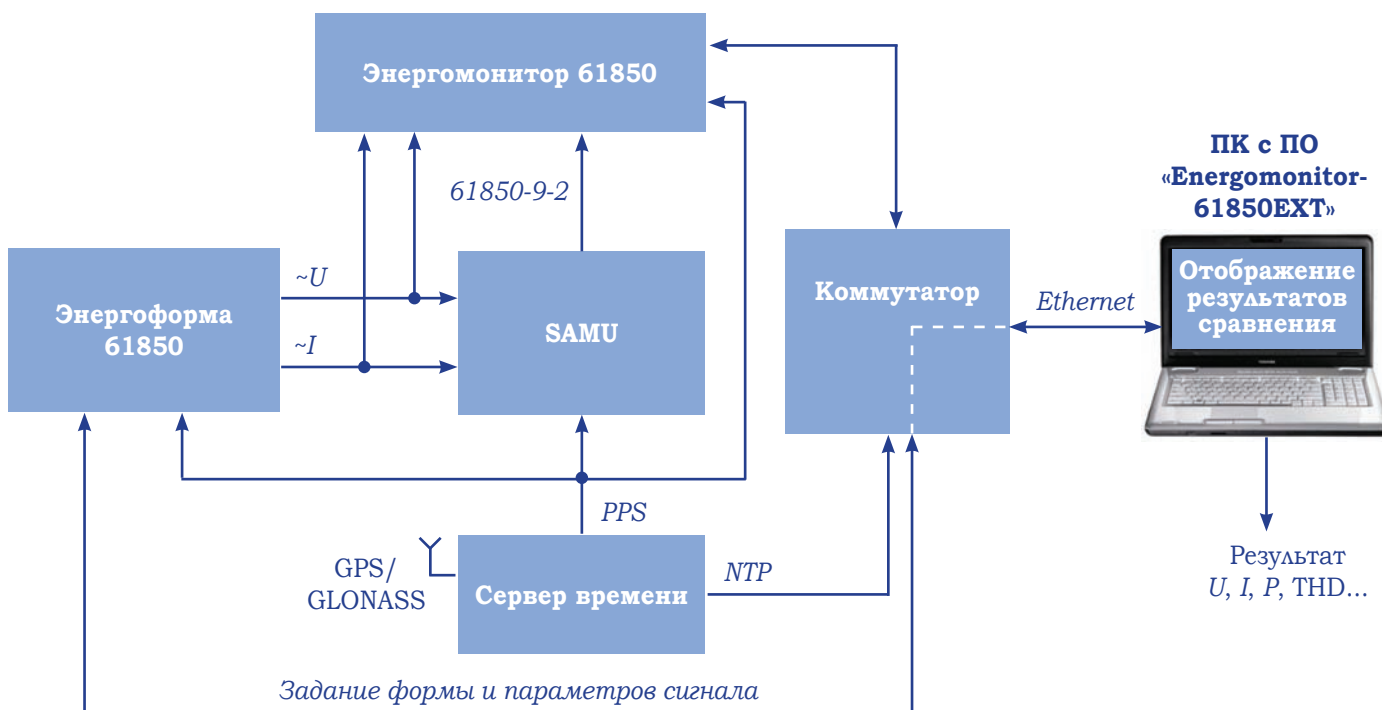 Энергомонитор 61850
ПК с ПО
«Energomonitor-
61850EXT»
61850-9-2
Энергоформа
61850
~U
~I
SAMU
Коммутатор
Ethernet
Отображение
результатов
сравнения
PPS
GPS/
GLONASS
Сервер времени
NTP
Результат
U, I, P, THD...
Задание формы и параметров сигнала